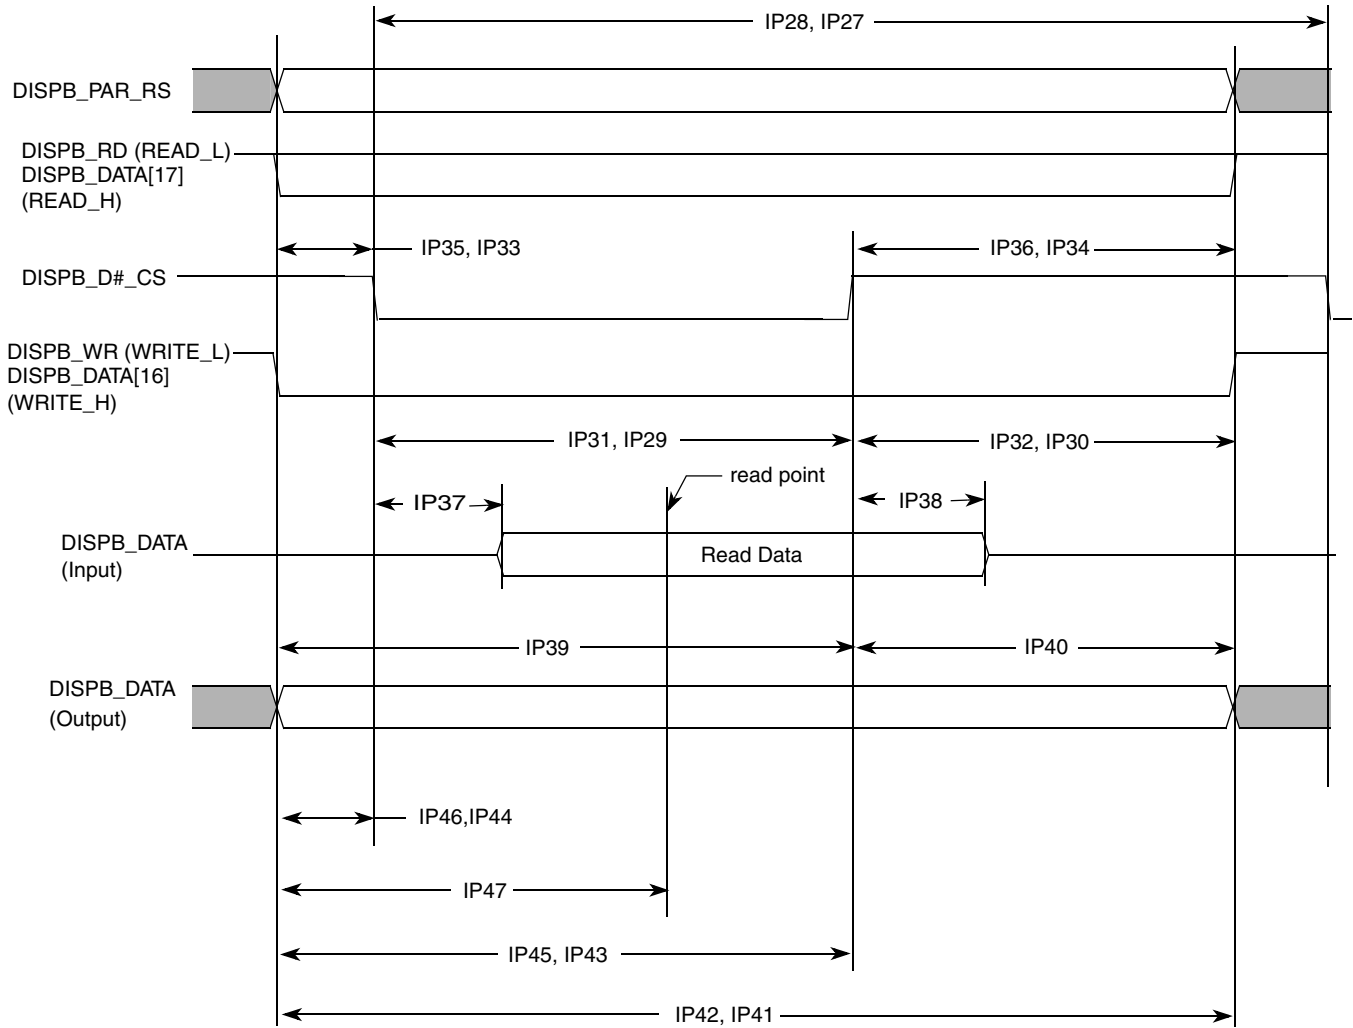 IP28, IP27
DISPB_PAR_RS
DISPB_RD (READ_L)
DISPB_DATA[17]
(READ_H)
IP35, IP33
IP36, IP34
DISPB_D#_CS
DISPB_WR (WRITE_L)
DISPB_DATA[16]
(WRITE_H)
IP31, IP29
IP32, IP30
read point
IP37
IP38
DISPB_DATA
(Input)
Read Data
IP39
IP40
DISPB_DATA
(Output)
IP46,IP44
IP47
IP45, IP43
IP42, IP41